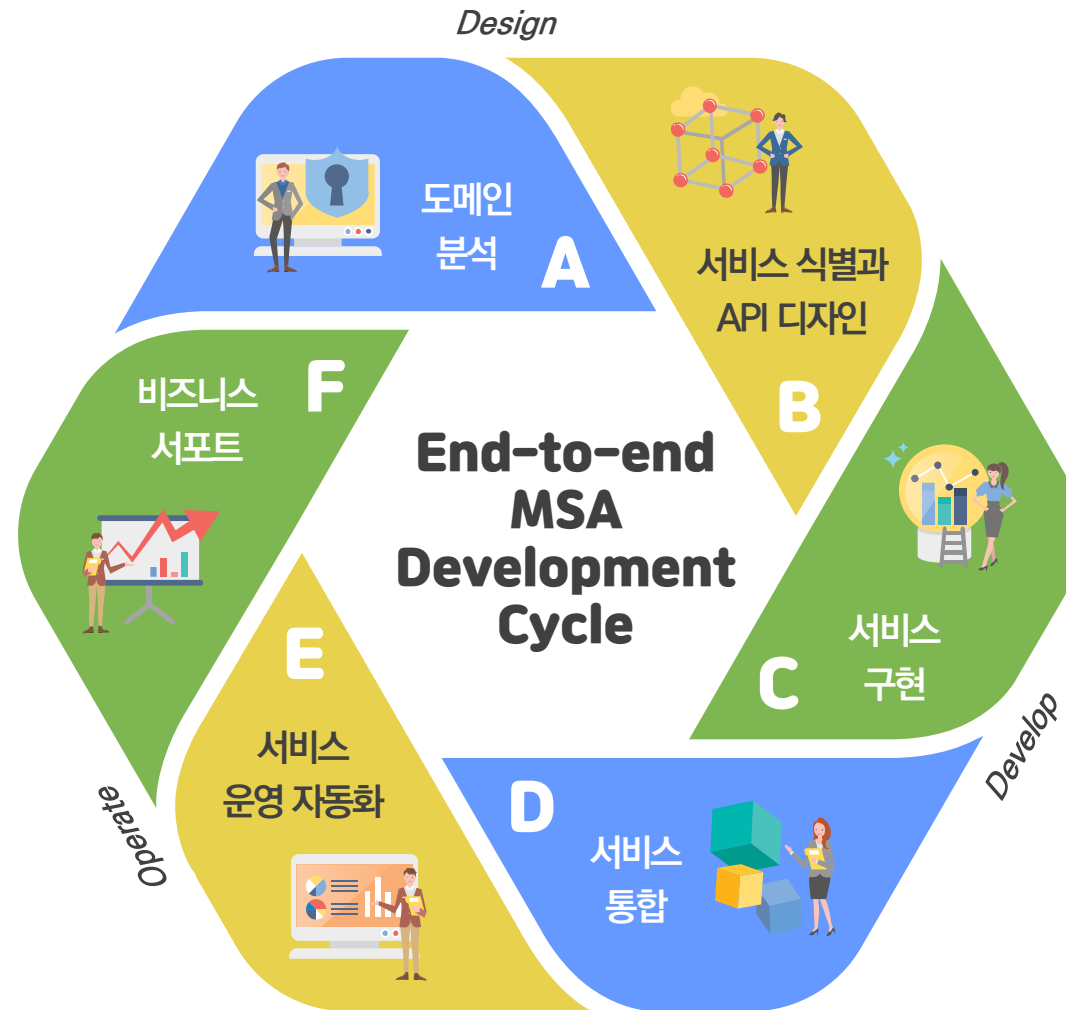 Design
도메인
분석
A
서비스 식별과
API 디자인
B
서비스
구현
C
Develop
D
서비스
통합
E
서비스
운영 자동화
Operate
F
비즈니스
서포트
End-to-end
MSA
Development
Cycle